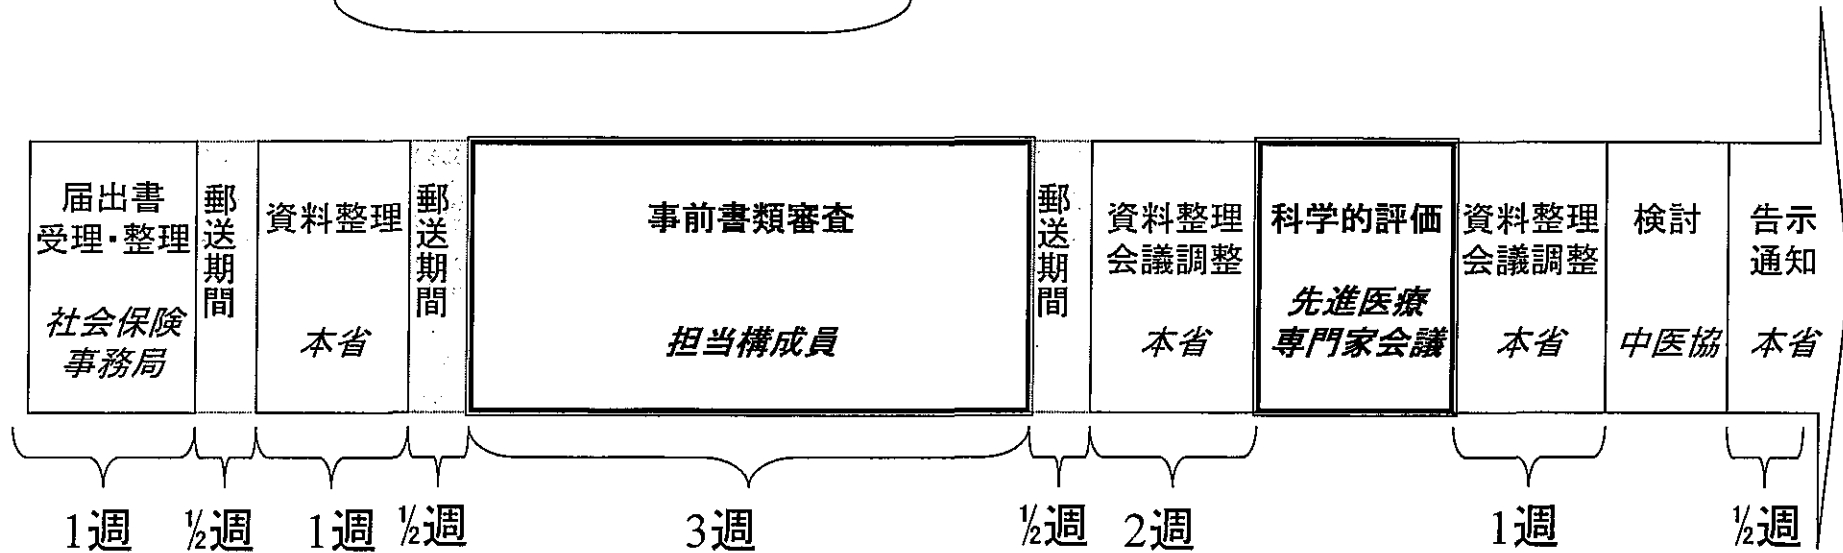 届出書
受理・整理
社会保険
事務局
郵送期間
資料整理
本省
郵送期間
事前書類審査
担当構成員
郵送期間
資料整理
会議調整
本省
科学的評価
先進医療
専門家会議
資料整理
会議調整
本省
検討
中医協
告示
通知
本省
1週
½週
1週
½週
3週
½週
2週
1週
½週